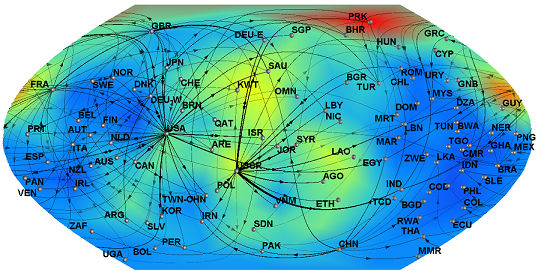 PRK
GBR SGP BHR GRC
DEU-E HUN
CYP
JPN SAU
NOR ROM URY
FRA SWE DNK CHE KWT BGR TUR CHL GNB
OMN MYS
DEU-W BRN LBY DOM DZA GUY
BEL FIN QAT NIC MRT
PRT AUT NLD USA ISR LBN TUN BWA NER
ITA ARE JOR SYR MAR TGO GHA PNG
ESP AUS CAN LAO EGY ZWE LKA CMR MEX
NZL USSR IDN BRA
PAN IRL POL AGO IND COD SLE
VEN TWN-CHN VNM ETH TCD BGD PHL
KOR COL
ARG SLV IRN SDN RWA ECU
ZAF THA
UGA BOL PER PAK CHN MMR